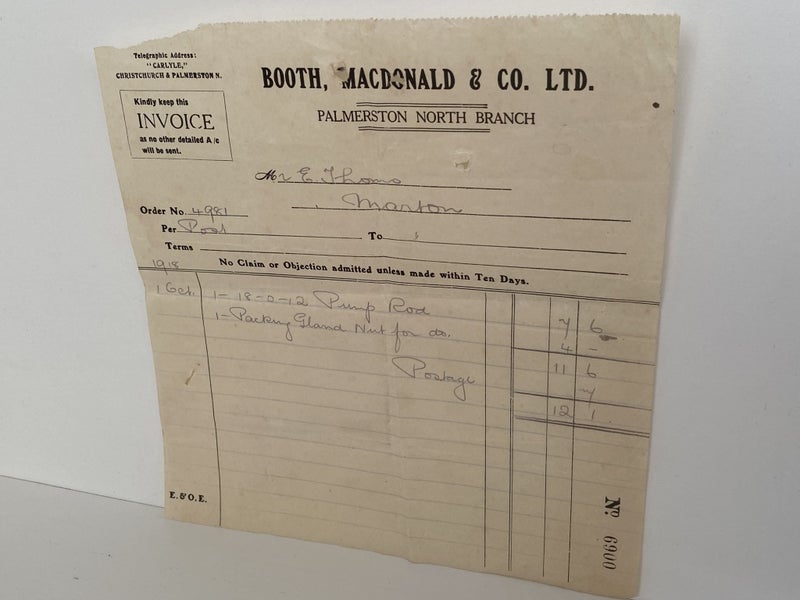 Telegraphic Address:
"CARLYLE,"
CHRISTCHURCH & PALMERSTON N.
BOOTH, MACDONALD & CO. LTD.
PALMERSTON NORTH BRANCH
Kindly keep this
INVOICE
as no other detailed A/c
will be sent.
Mr E. Thoms
Marton
Order No. 4981
Per Post To
Terms
1918 No Claim or Objection admitted unless made within Ten Days.
1 Oct. 1 - 18-0-12 Pump Rod 7 6
1 - Packing Gland Nut for do. 4 -
11 6
Postage 7
12 1
E. & O. E.
No. 6900